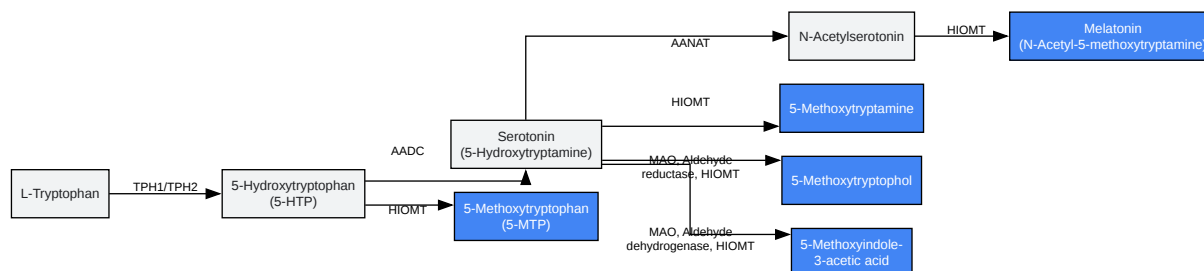 N-Acetylserotonin
HIOMT
Melatonin
(N-Acetyl-5-methoxytryptamine)
AANAT
HIOMT
5-Methoxytryptamine
Serotonin
(5-Hydroxytryptamine)
AADC
MAO, Aldehyde
reductase, HIOMT
5-Methoxytryptophol
L-Tryptophan
TPH1/TPH2
5-Hydroxytryptophan
(5-HTP)
HIOMT
5-Methoxytryptophan
(5-MTP)
MAO, Aldehyde
dehydrogenase, HIOMT
5-Methoxyindole-
3-acetic acid